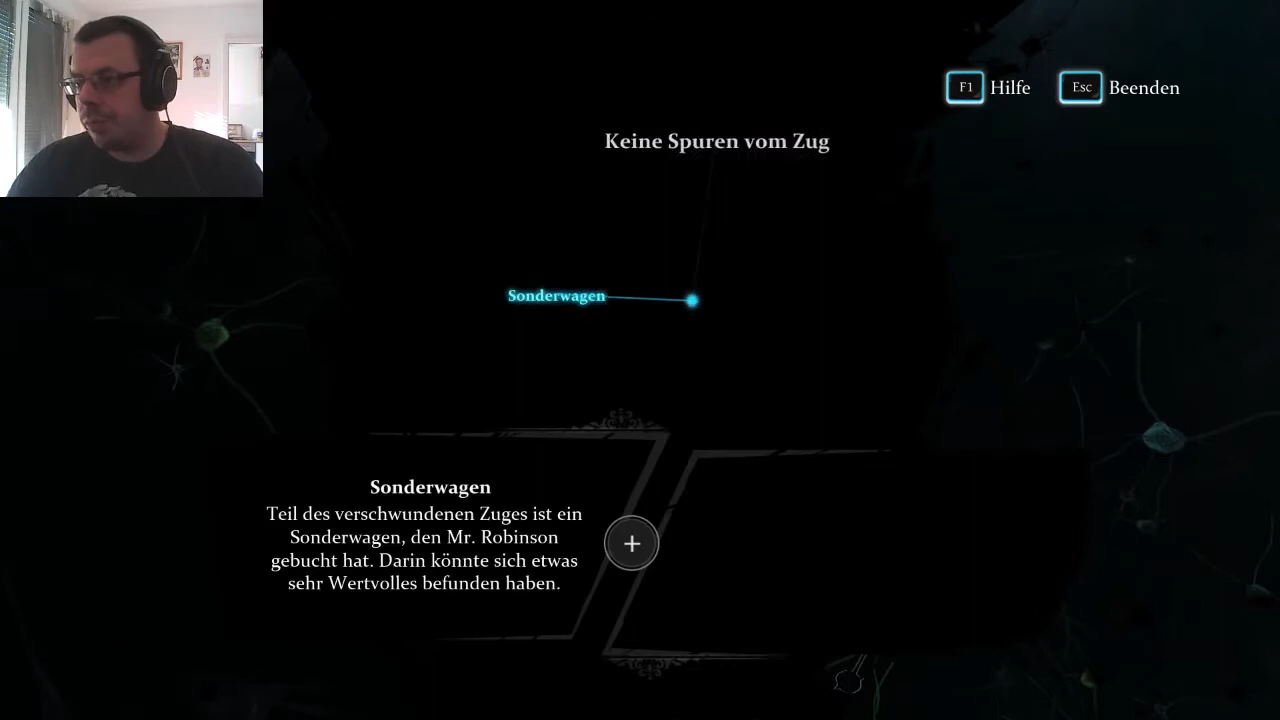 F1 Hilfe Esc Beenden
Keine Spuren vom Zug
Sonderwagen
Sonderwagen
Teil des verschwundenen Zuges ist ein
Sonderwagen, den Mr. Robinson
gebucht hat. Darin könnte sich etwas
sehr Wertvolles befunden haben.